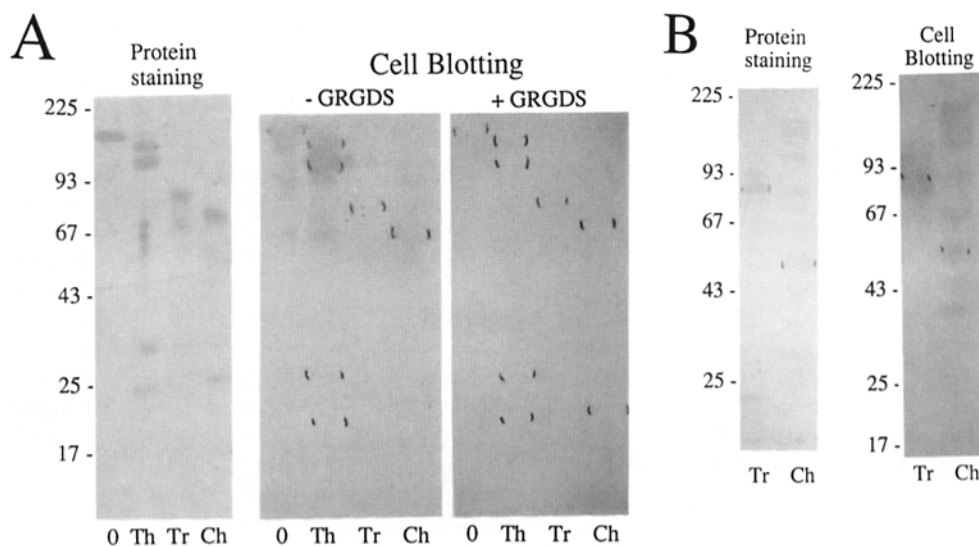 A
Protein
staining
225 -
93 -
67 -
43 -
25 -
17 -
0 Th Tr Ch
Cell Blotting
- GRGDS
+ GRGDS
0 Th Tr Ch
0 Th Tr Ch
B
Protein
staining
225 -
93 -
67 -
43 -
25 -
Tr Ch
Cell
Blotting
225 -
93 -
67 -
43 -
25 -
17 -
Tr Ch